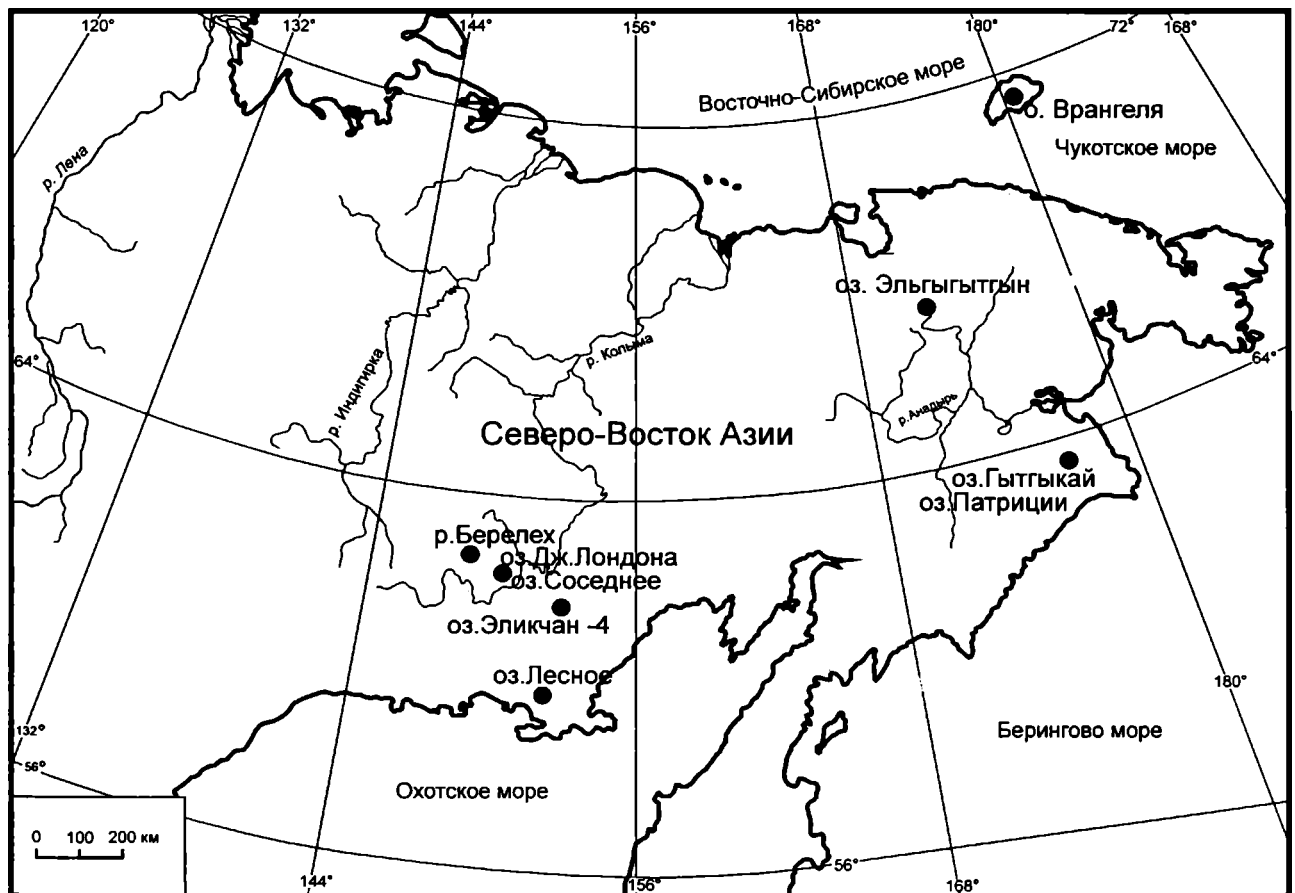 120°
132°
144°
156°
168°
180°
72°
168°
Восточно-Сибирское море
о. Врангеля
Чукотское море
р. Лена
оз. Эльгыгытгын
р. Колыма
64°
64°
р. Индигирка
р. Анадырь
Северо-Восток Азии
оз.Гытгыкай
оз.Патриции
р.Берелех
оз.Дж.Лондона
оз.Соседнее
оз.Эликчан -4
оз.Лесное
180°
132°
Берингово море
56°
Охотское море
0 100 200 км
56°
144°
156°
168°